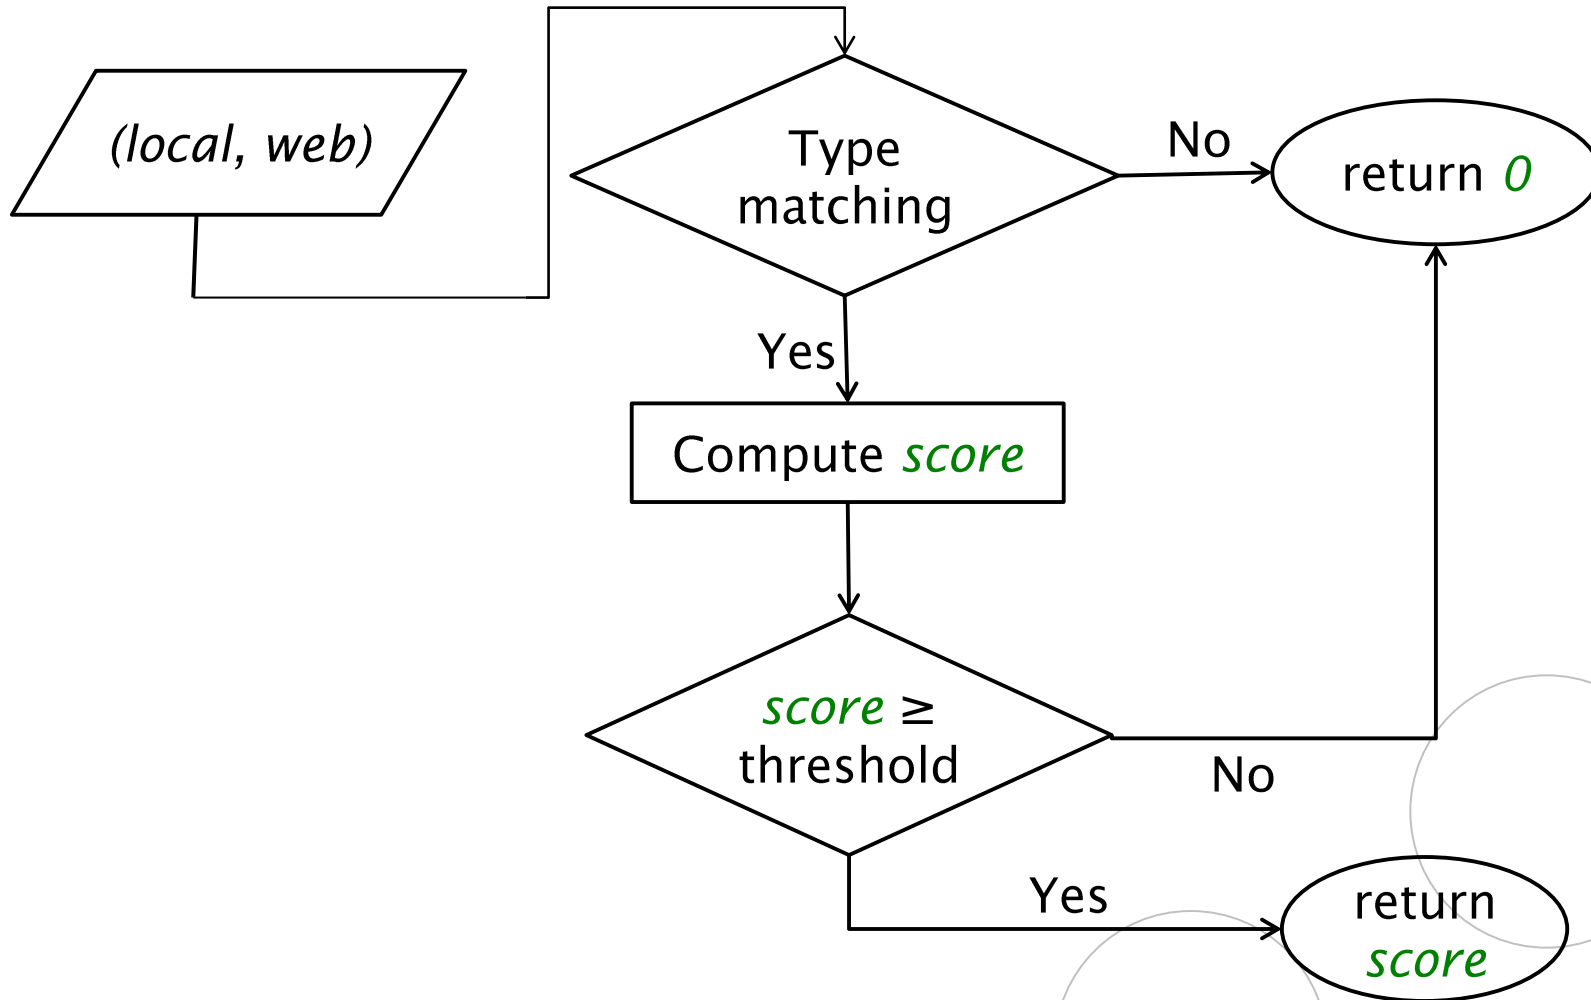 (local, web)
Type
matching
No
return 0
Yes
Compute score
score ≥
threshold
No
Yes
return
score